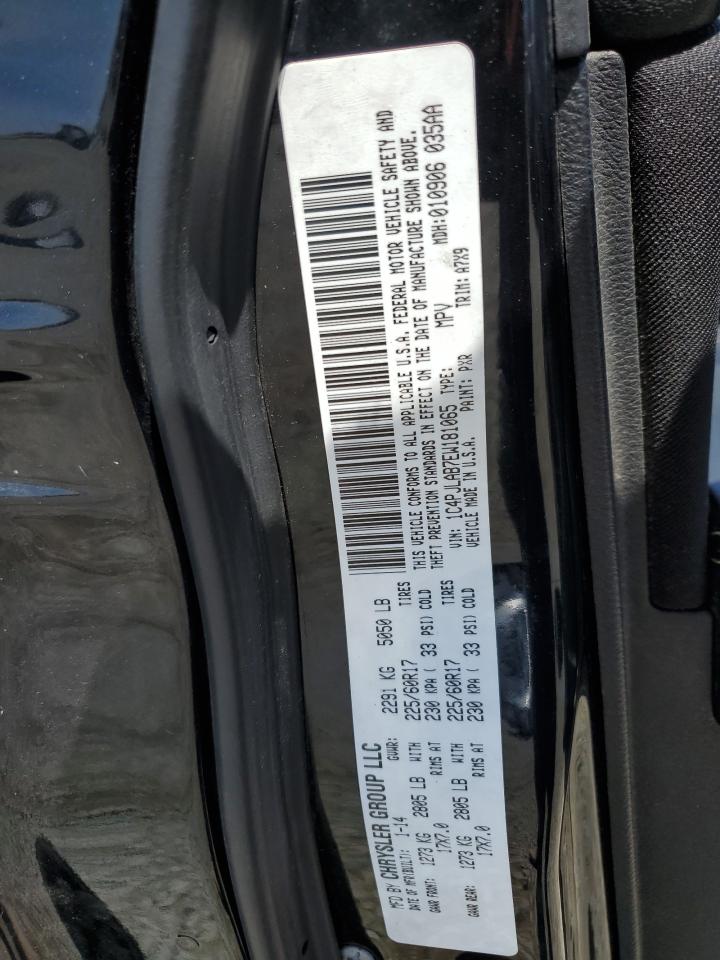 MFD BY CHRYSLER GROUP LLC
DATE OF MFR(BUILT): 1-14 GVWR: 2291 KG 5050 LB
GAWR FRONT: 1273 KG 2805 LB WITH 225/60R17 TIRES
17X7.0 RIMS AT 230 KPA ( 33 PSI) COLD
GAWR REAR: 1273 KG 2805 LB WITH 225/60R17 TIRES
17X7.0 RIMS AT 230 KPA ( 33 PSI) COLD
THIS VEHICLE CONFORMS TO ALL APPLICABLE U.S.A. FEDERAL MOTOR VEHICLE SAFETY AND
THEFT PREVENTION STANDARDS IN EFFECT ON THE DATE OF MANUFACTURE SHOWN ABOVE.
VIN: 1C4PJLAB7EW181065 TYPE: MPV MDH:010906 035AA
VEHICLE MADE IN U.S.A. PAINT: PXR TRIM: A7X9